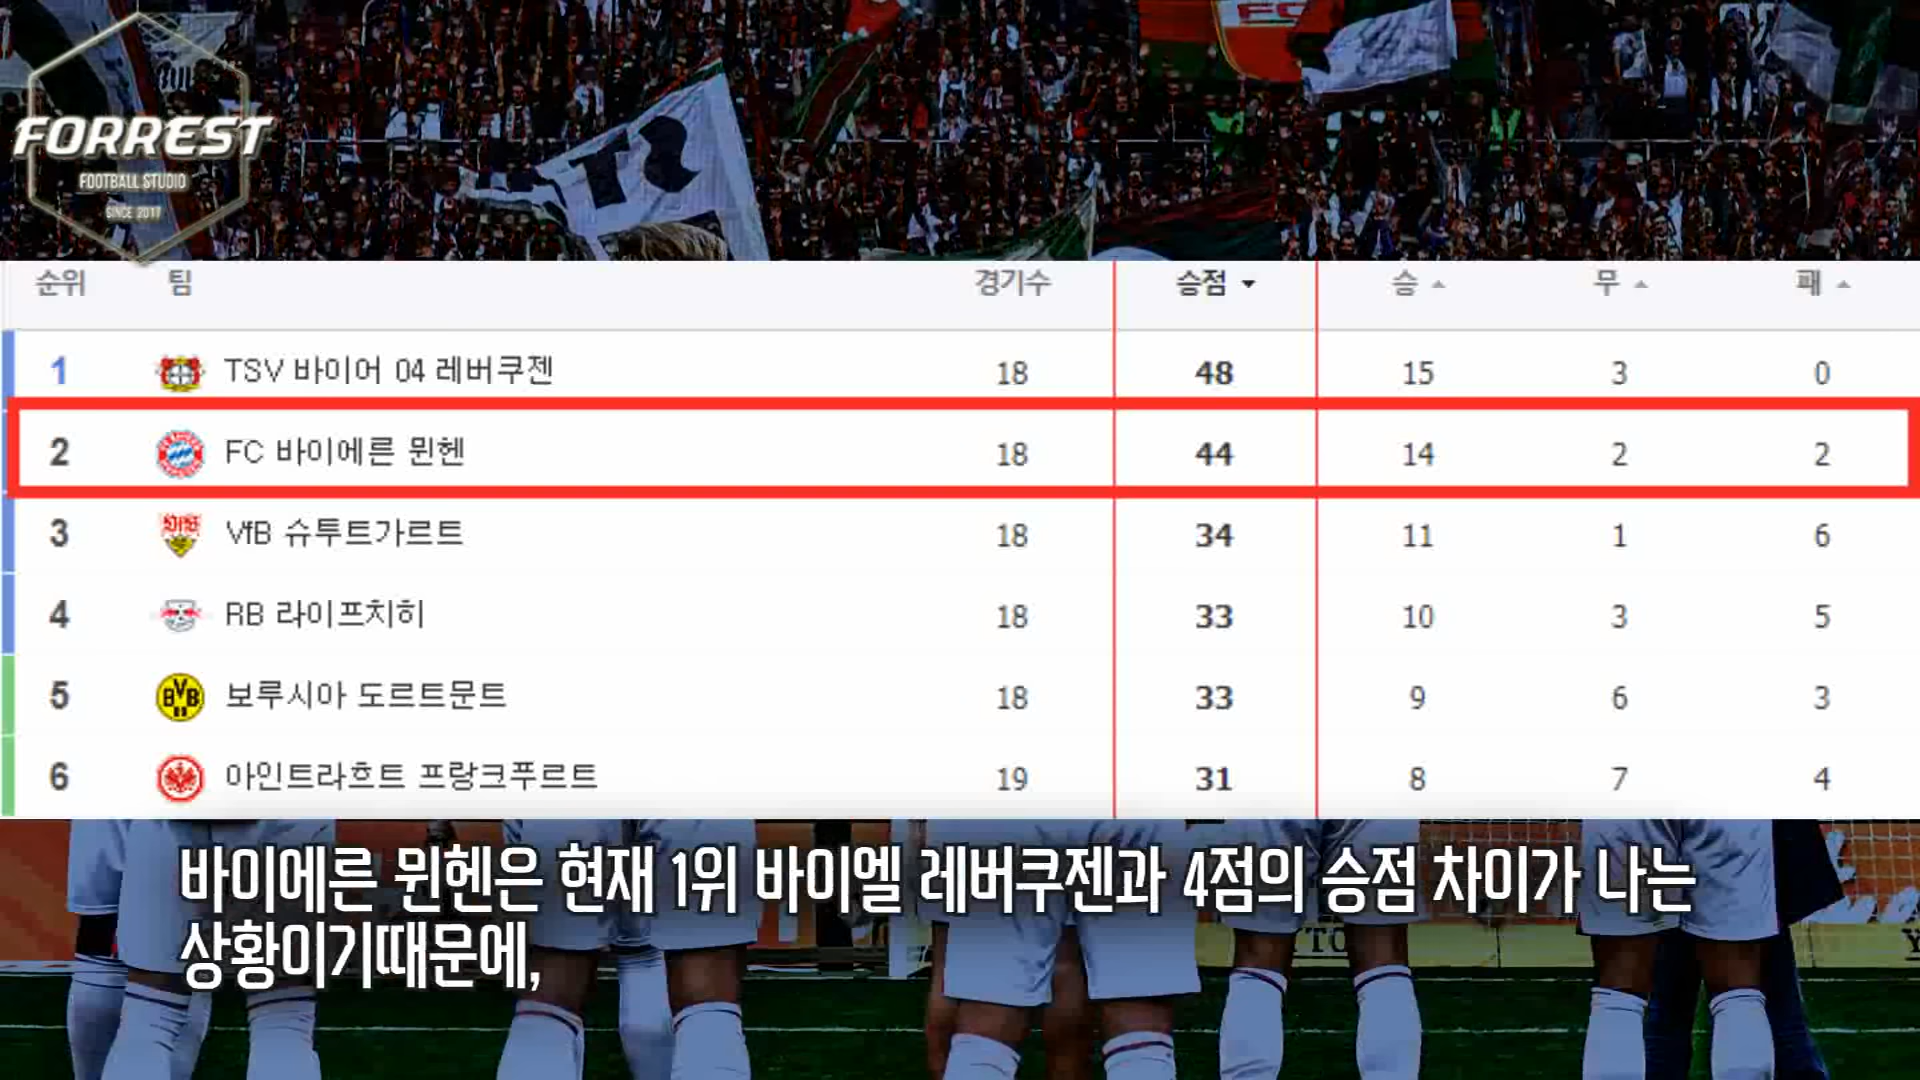 FORREST
FOOTBALL STUDIO
SINCE 2017
순위 팀 경기수 승점 승 무 패
1 TSV 바이어 04 레버쿠젠 18 48 15 3 0
2 FC 바이에른 뮌헨 18 44 14 2 2
3 VfB 슈투트가르트 18 34 11 1 6
4 RB 라이프치히 18 33 10 3 5
5 BVB 보루시아 도르트문트 18 33 9 6 3
6 아인트라흐트 프랑크푸르트 19 31 8 7 4
바이에른 뮌헨은 현재 1위 바이엘 레버쿠젠과 4점의 승점 차이가 나는
상황이기때문에,